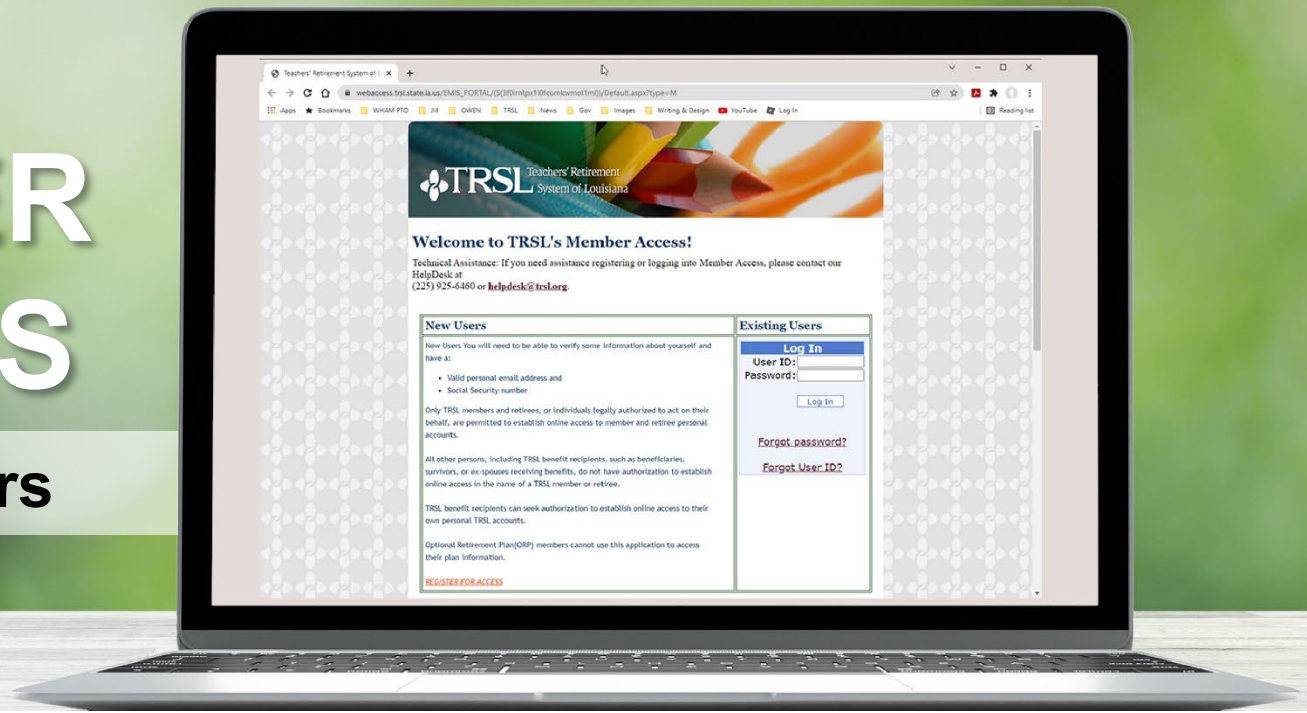 ER
S
rs
Teachers' Retirement System of L
webaccess.trsl.state.la.us/EMIS_PORTAL/
/Default.aspx?type=M
Apps Bookmarks WHAM PTO Jill OWEN TRSL News Gov Images Writing & Design YouTube Log In Reading list
TRSL Teachers' Retirement
System of Louisiana
Welcome to TRSL's Member Access!
Technical Assistance: If you need assistance registering or logging into Member Access, please contact our
HelpDesk at
(225) 925-6460 or helpdesk@trsl.org.
New Users
New Users You will need to be able to verify some information about yourself and
have a:
• Valid personal email address and
• Social Security number
Only TRSL members and retirees, or individuals legally authorized to act on their
behalf, are permitted to establish online access to member and retiree personal
accounts.
All other persons, including TRSL benefit recipients, such as beneficiaries,
survivors, or ex-spouses receiving benefits, do not have authorization to establish
online access in the name of a TRSL member or retiree.
TRSL benefit recipients can seek authorization to establish online access to their
own personal TRSL accounts.
Optional Retirement Plan(ORP) members cannot use this application to access
their plan information.
REGISTER FOR ACCESS
Existing Users
Log In
User ID:
Password:
Log In
Forgot password?
Forgot User ID?